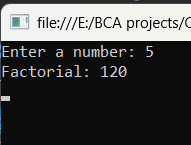 file:///E:/BCA projects/
Enter a number: 5
Factorial: 120